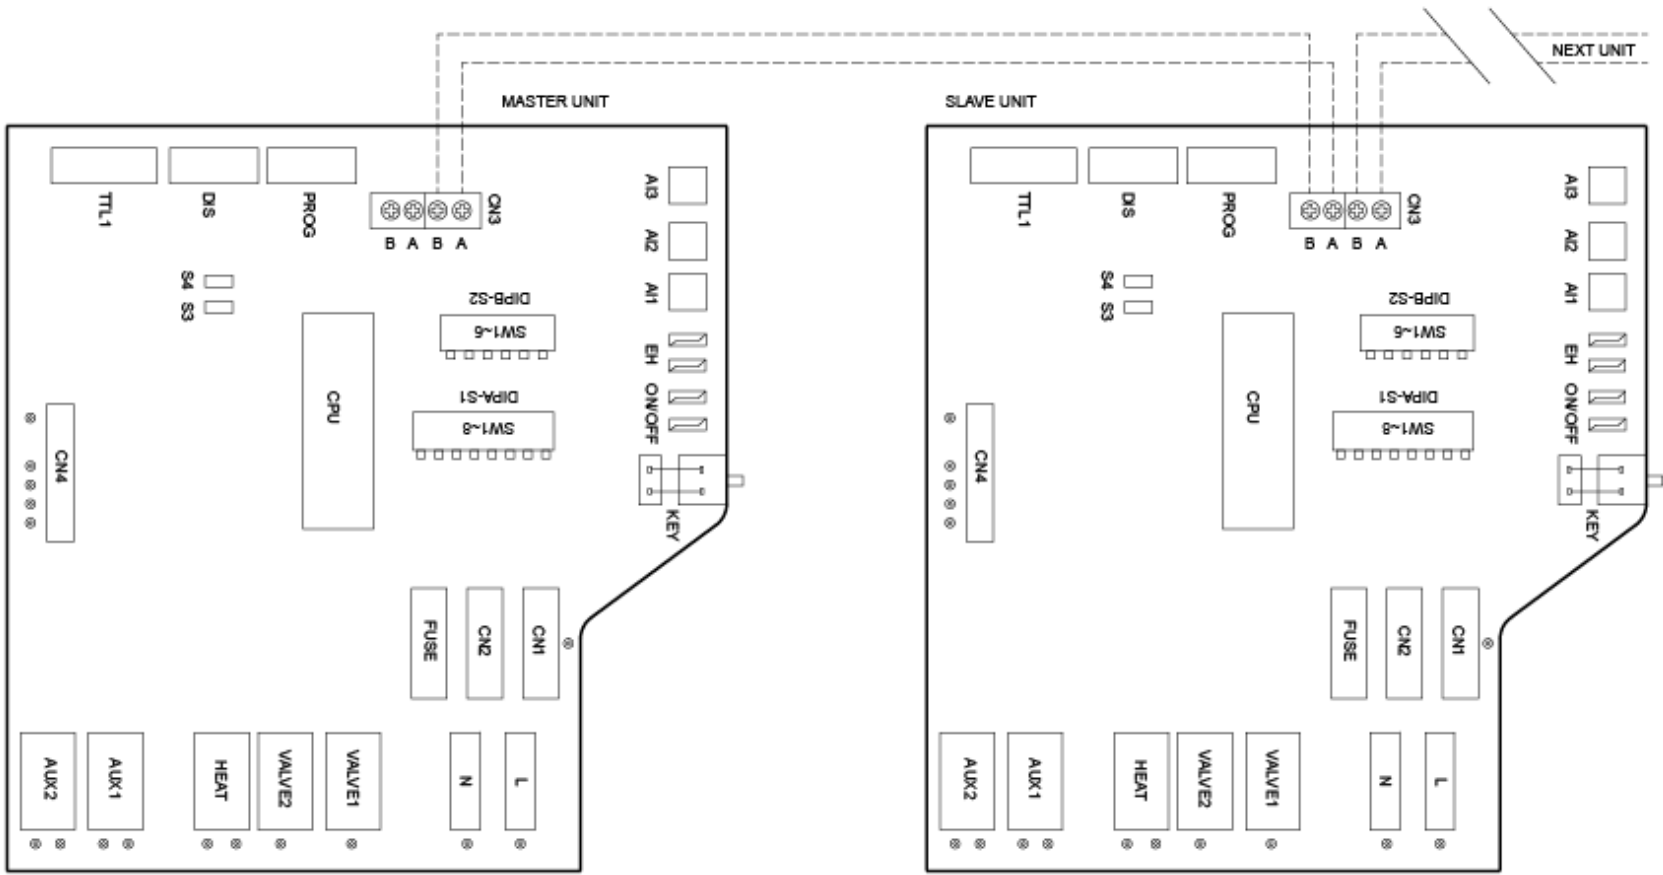 NEXT UNIT
MASTER UNIT
SLAVE UNIT
TTL1
DIS
PROG
CN3
B A B A
AI3
AI2
AI1
S4
S3
DIPB-S2
SW1~6
EH
DIPA-S1
SW1~8
ON/OFF
CPU
CN4
KEY
FUSE
CN2
CN1
AUX2
AUX1
HEAT
VALVE2
VALVE1
N
L
TTL1
DIS
PROG
CN3
B A B A
AI3
AI2
AI1
S4
S3
DIPB-S2
SW1~6
EH
DIPA-S1
SW1~8
ON/OFF
CPU
CN4
KEY
FUSE
CN2
CN1
AUX2
AUX1
HEAT
VALVE2
VALVE1
N
L